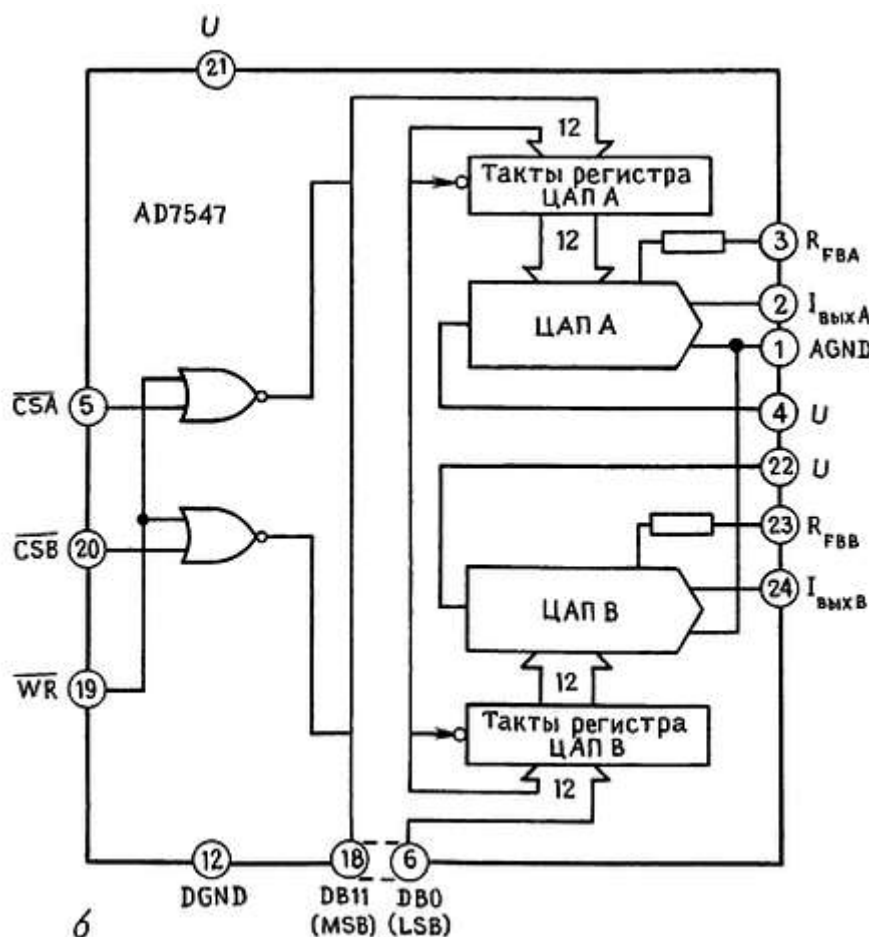 U
21
12
Такты регистра
ЦАП А
AD7547
12
3 R FBA
2 I выхА
ЦАП А
1 AGND
CSA 5
4 U
22 U
23 R FBB
CSB 20
24 I выхВ
ЦАП В
WR 19
12
Такты регистра
ЦАП В
12
12 18 6
DGND DB11 DB0
(MSB) (LSB)
б